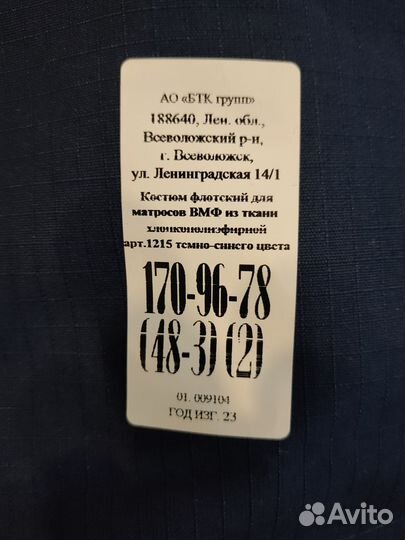 АО «БТК групп»
188640, Лен. обл.,
Всеволожский р-н,
г. Всеволожск,
ул. Ленинградская 14/1
Костюм флотский для
матросов ВМФ из ткани
хлопкополиэфирной
арт.1215 темно-синего цвета
170-96-78
(48-3) (2)
01. 009104
ГОД ИЗГ. 23
Avito